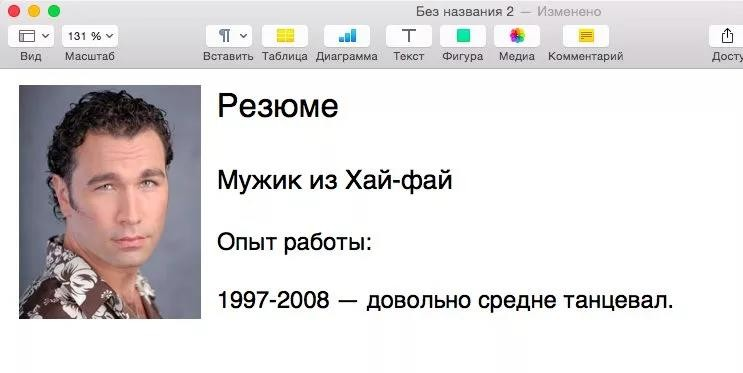 Без названия 2 — Изменено
131 %
Вид Масштаб Вставить Таблица Диаграмма Текст Фигура Медиа Комментарий Досту
Резюме
Мужик из Хай-фай
Опыт работы:
1997-2008 — довольно средне танцевал.